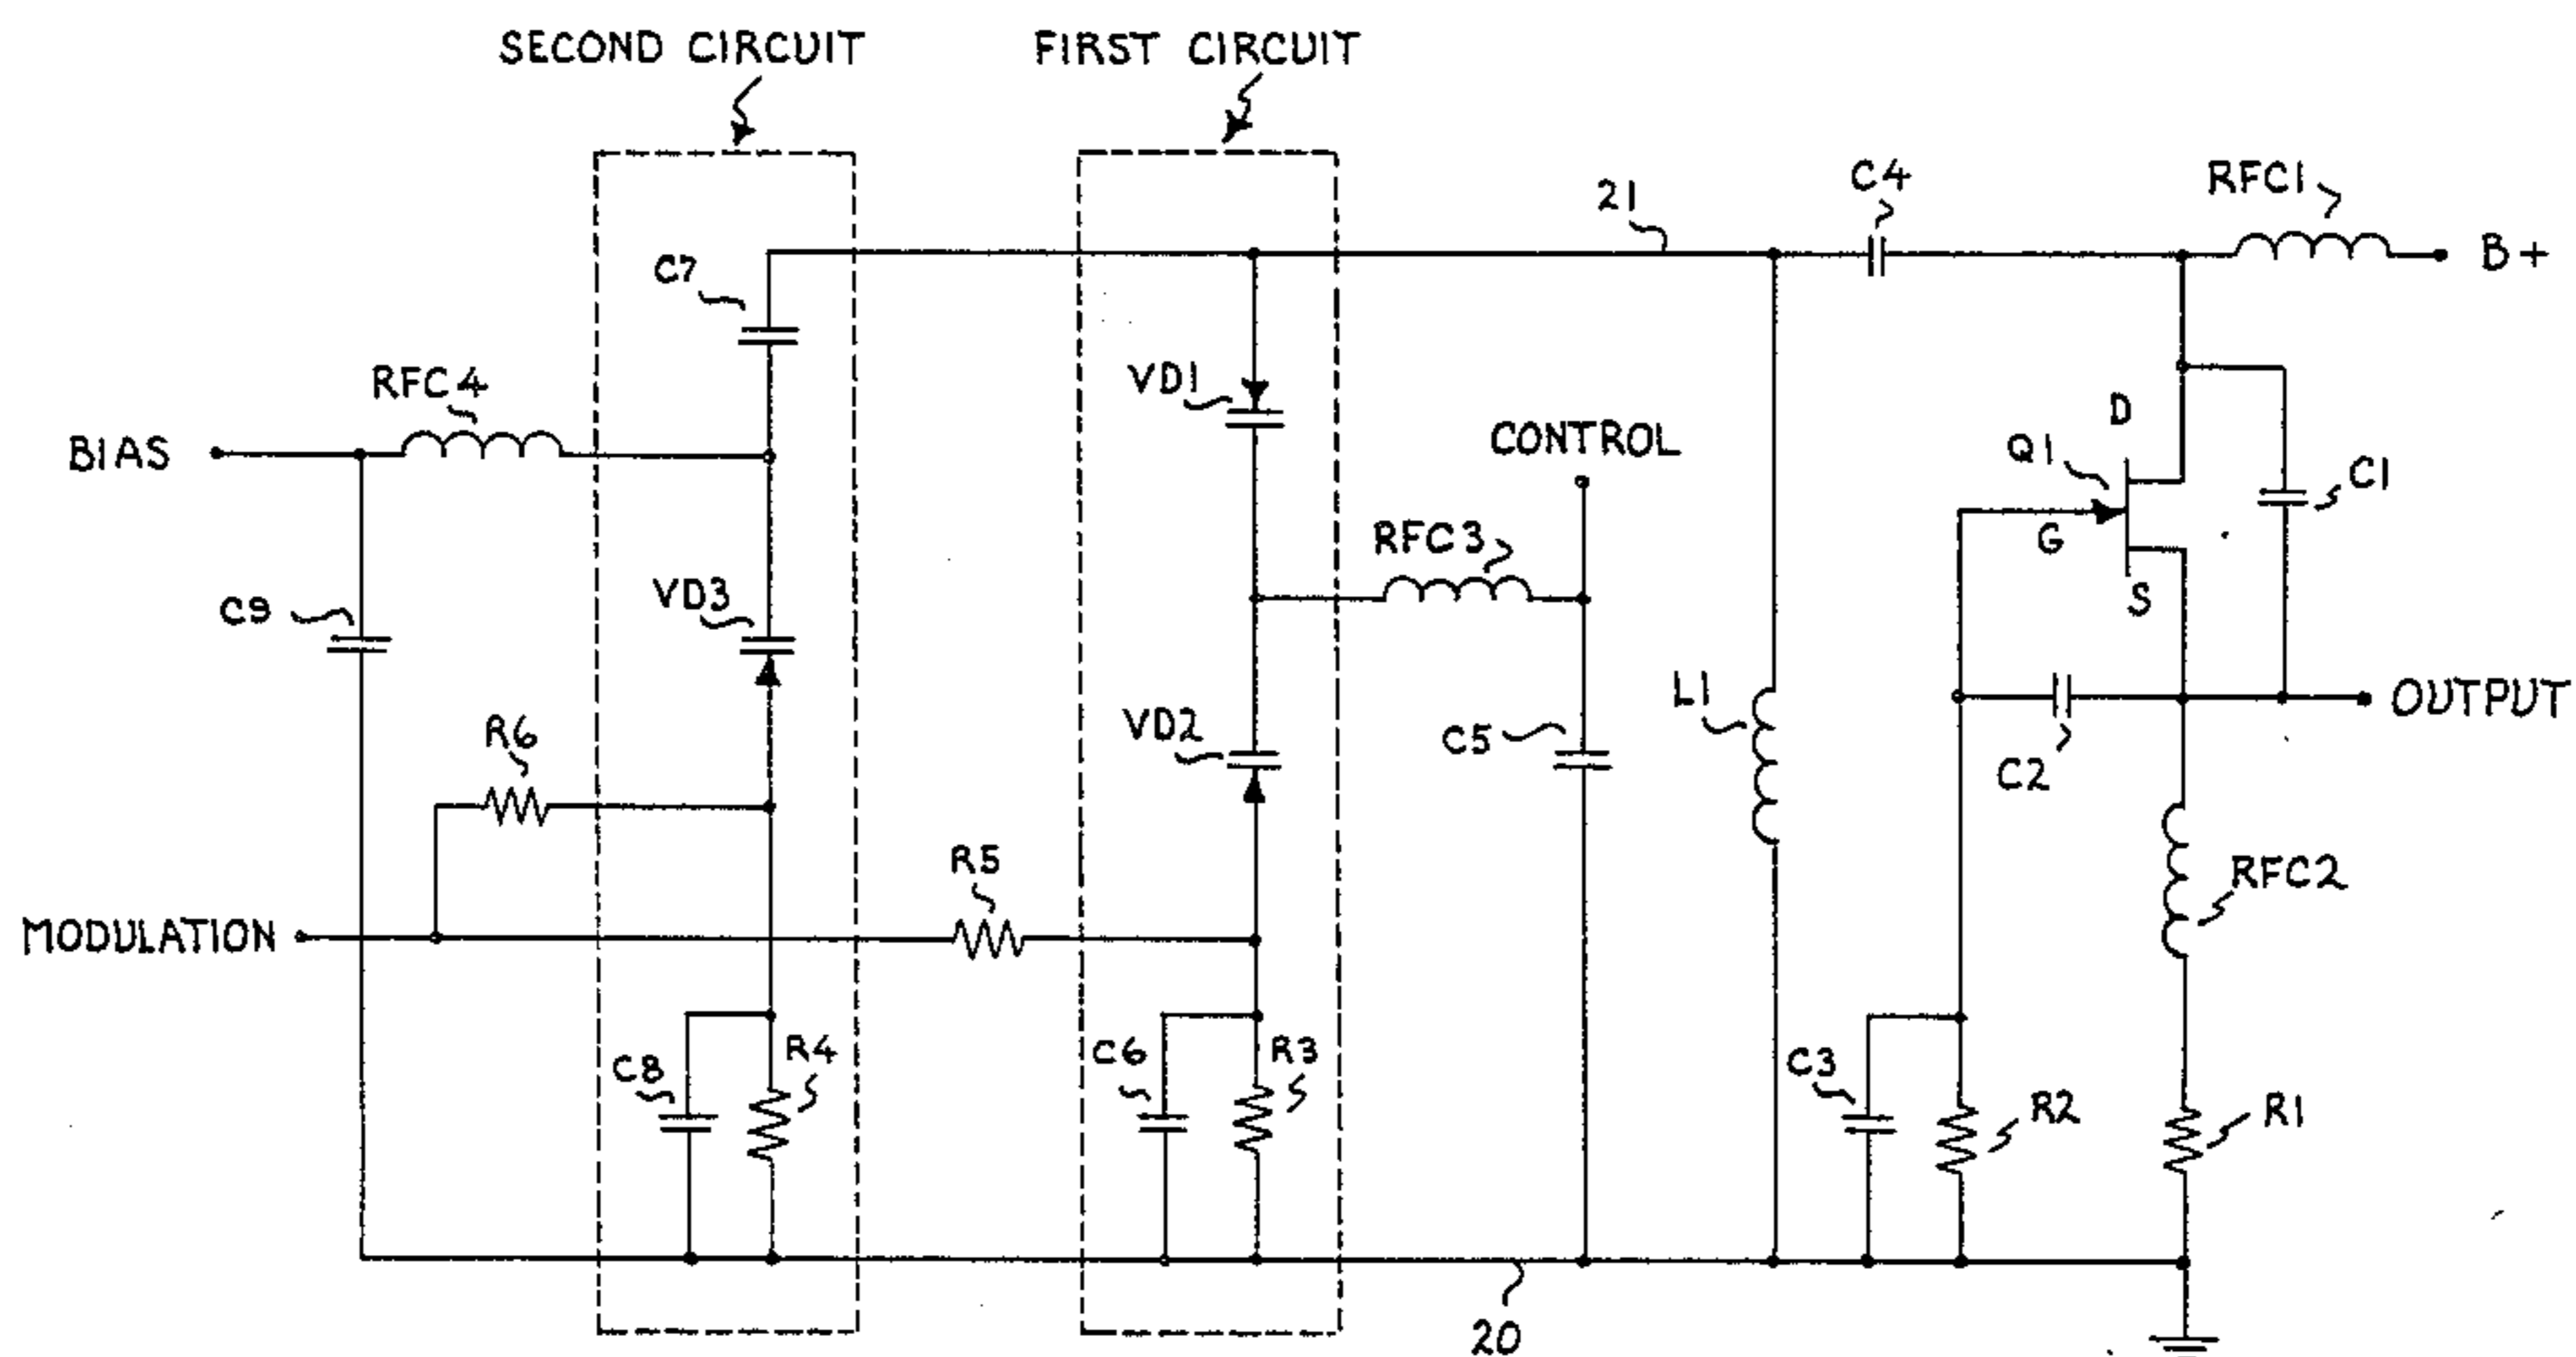 SECOND CIRCUIT
FIRST CIRCUIT
21
C4
RFC1
B+
C7
RFC4
BIAS
VD1
CONTROL
D
Q1
G
S
C1
RFC3
C9
VD3
R6
VD2
C5
L1
C2
OUTPUT
R5
RFC2
MODULATION
C8
R4
C6
R3
C3
R2
R1
20